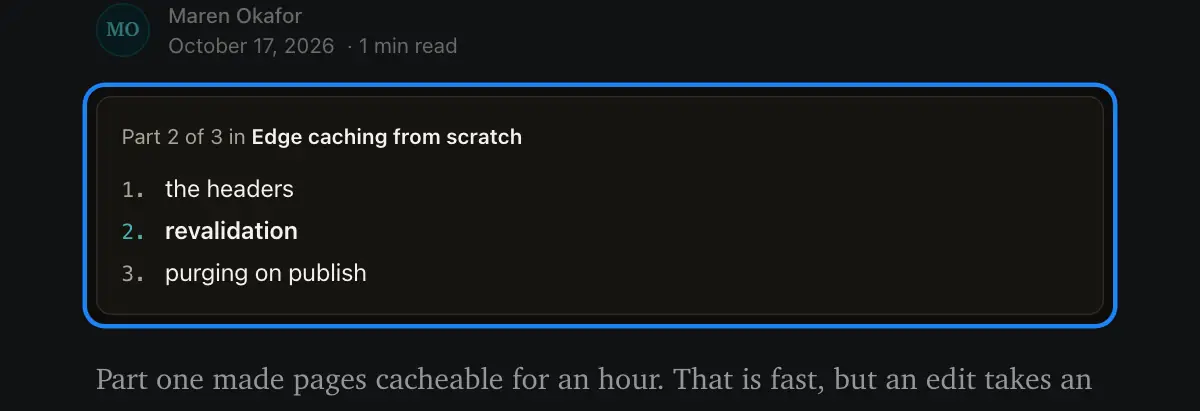 MO
Maren Okafor
October 17, 2026 · 1 min read
Part 2 of 3 in Edge caching from scratch
1. the headers
2. revalidation
3. purging on publish
Part one made pages cacheable for an hour. That is fast, but an edit takes an